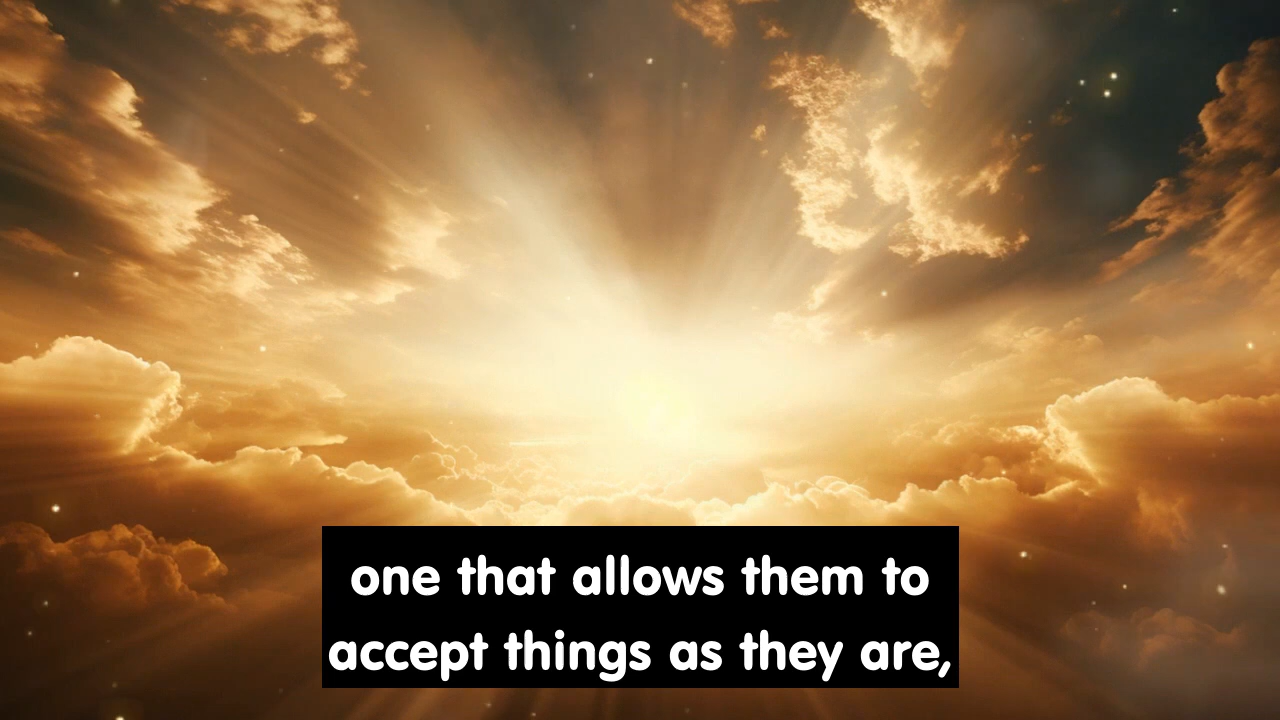 one that allows them to
accept things as they are,